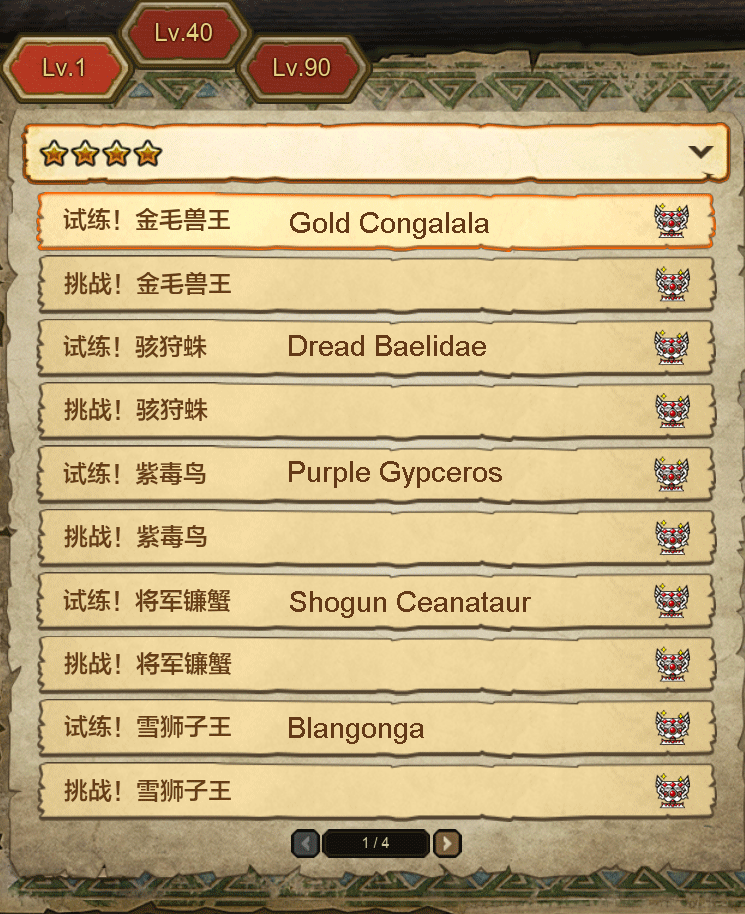 Lv.1
Lv.40
Lv.90
试练！金毛兽王 Gold Congalala
挑战！金毛兽王
试练！骇狩蛛 Dread Baelidae
挑战！骇狩蛛
试练！紫毒鸟 Purple Gypceros
挑战！紫毒鸟
试练！将军镰蟹 Shogun Ceanataur
挑战！将军镰蟹
试练！雪狮子王 Blangonga
挑战！雪狮子王
1 / 4